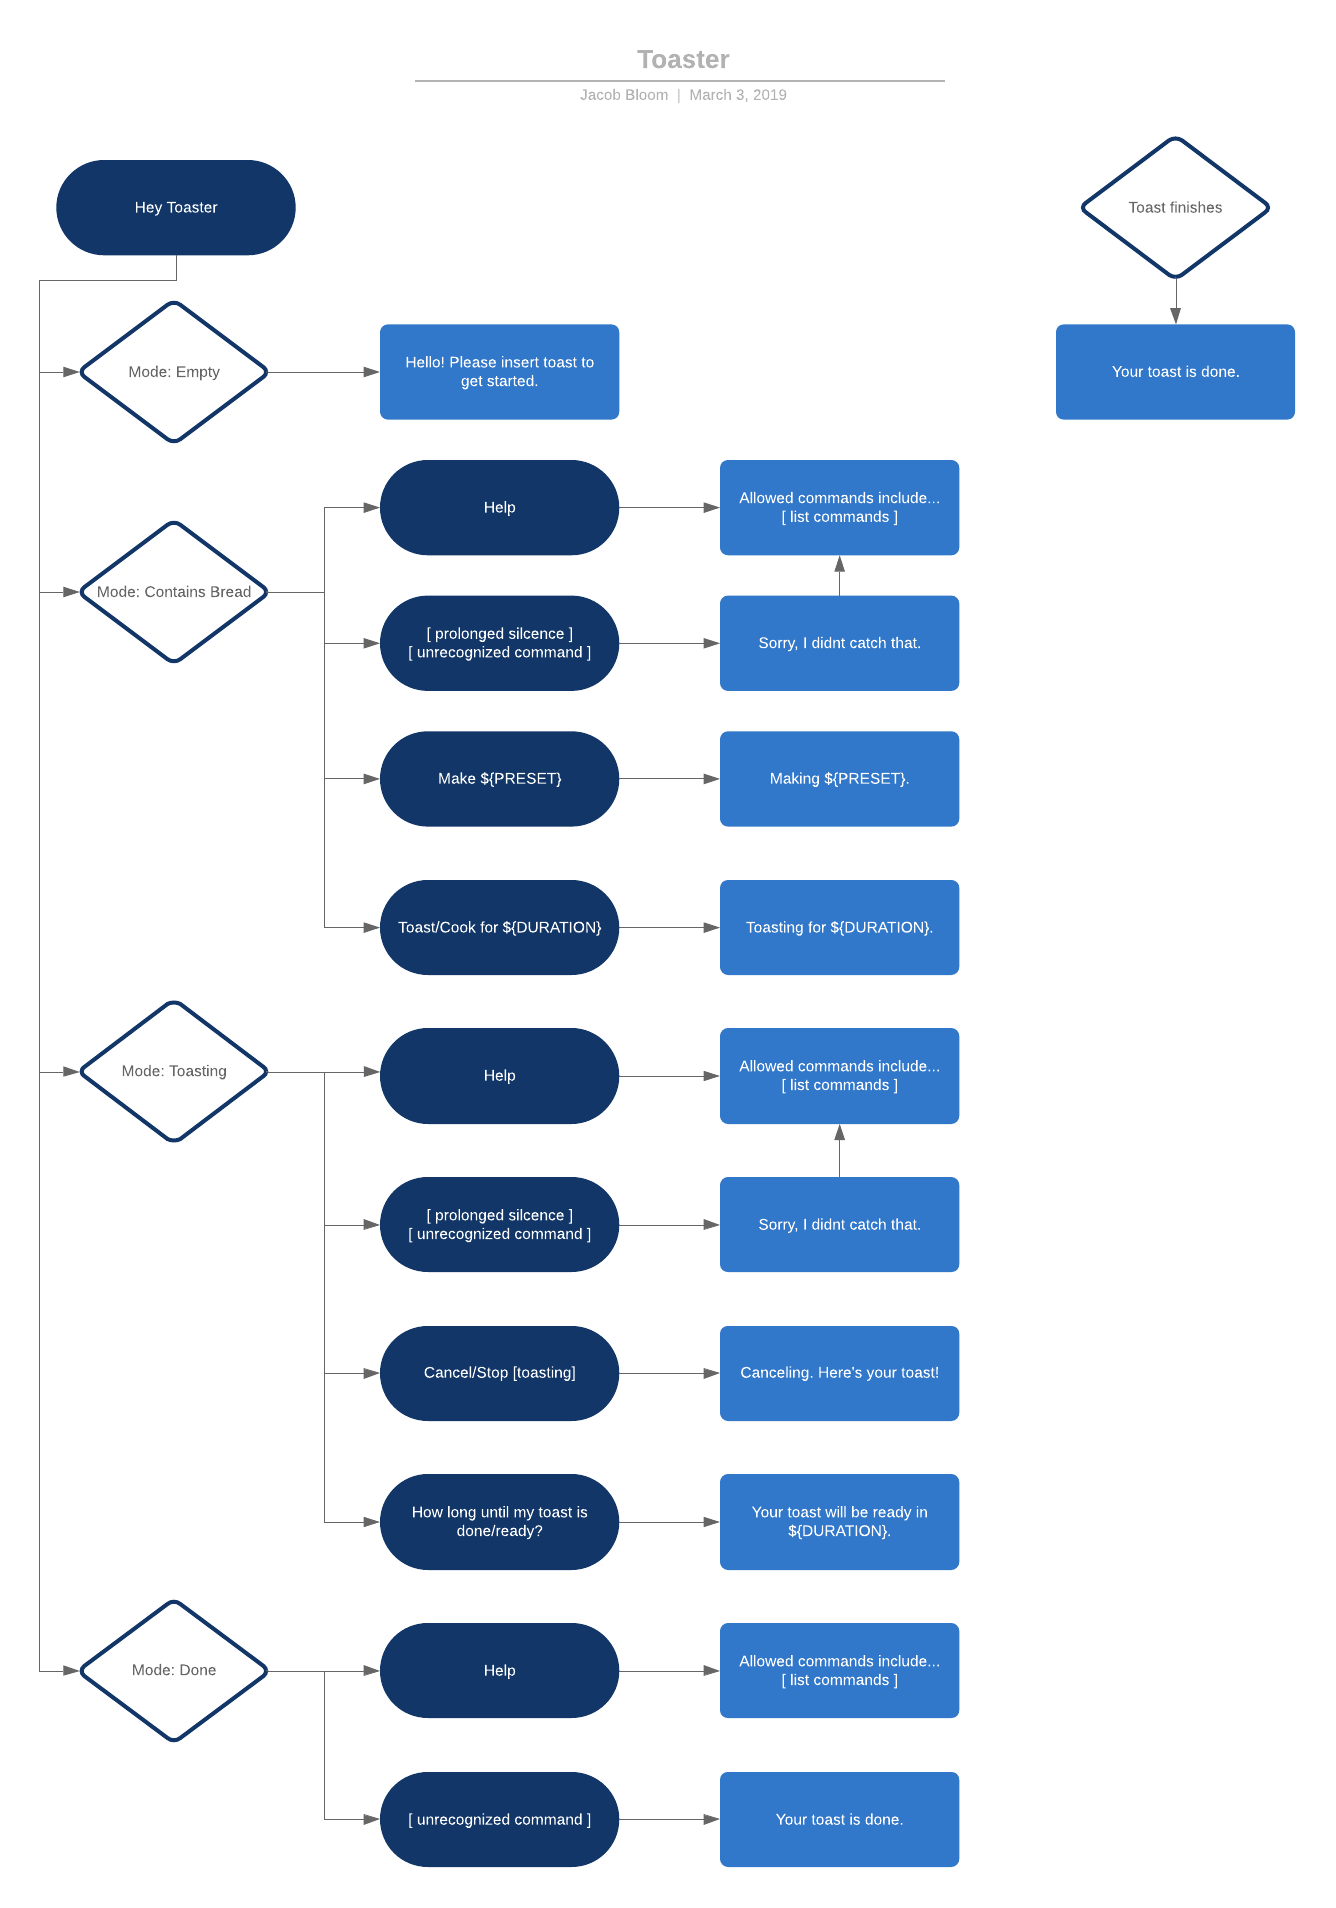 Toaster
Jacob Bloom | March 3, 2019
Hey Toaster
Toast finishes
Mode: Empty
Hello! Please insert toast to
get started.
Your toast is done.
Mode: Contains Bread
Help
Allowed commands include...
[ list commands ]
[ prolonged silcence ]
[ unrecognized command ]
Sorry, I didnt catch that.
Make ${PRESET}
Making ${PRESET}.
Toast/Cook for ${DURATION}
Toasting for ${DURATION}.
Mode: Toasting
Help
Allowed commands include...
[ list commands ]
[ prolonged silcence ]
[ unrecognized command ]
Sorry, I didnt catch that.
Cancel/Stop [toasting]
Canceling. Here's your toast!
How long until my toast is
done/ready?
Your toast will be ready in
${DURATION}.
Mode: Done
Help
Allowed commands include...
[ list commands ]
[ unrecognized command ]
Your toast is done.